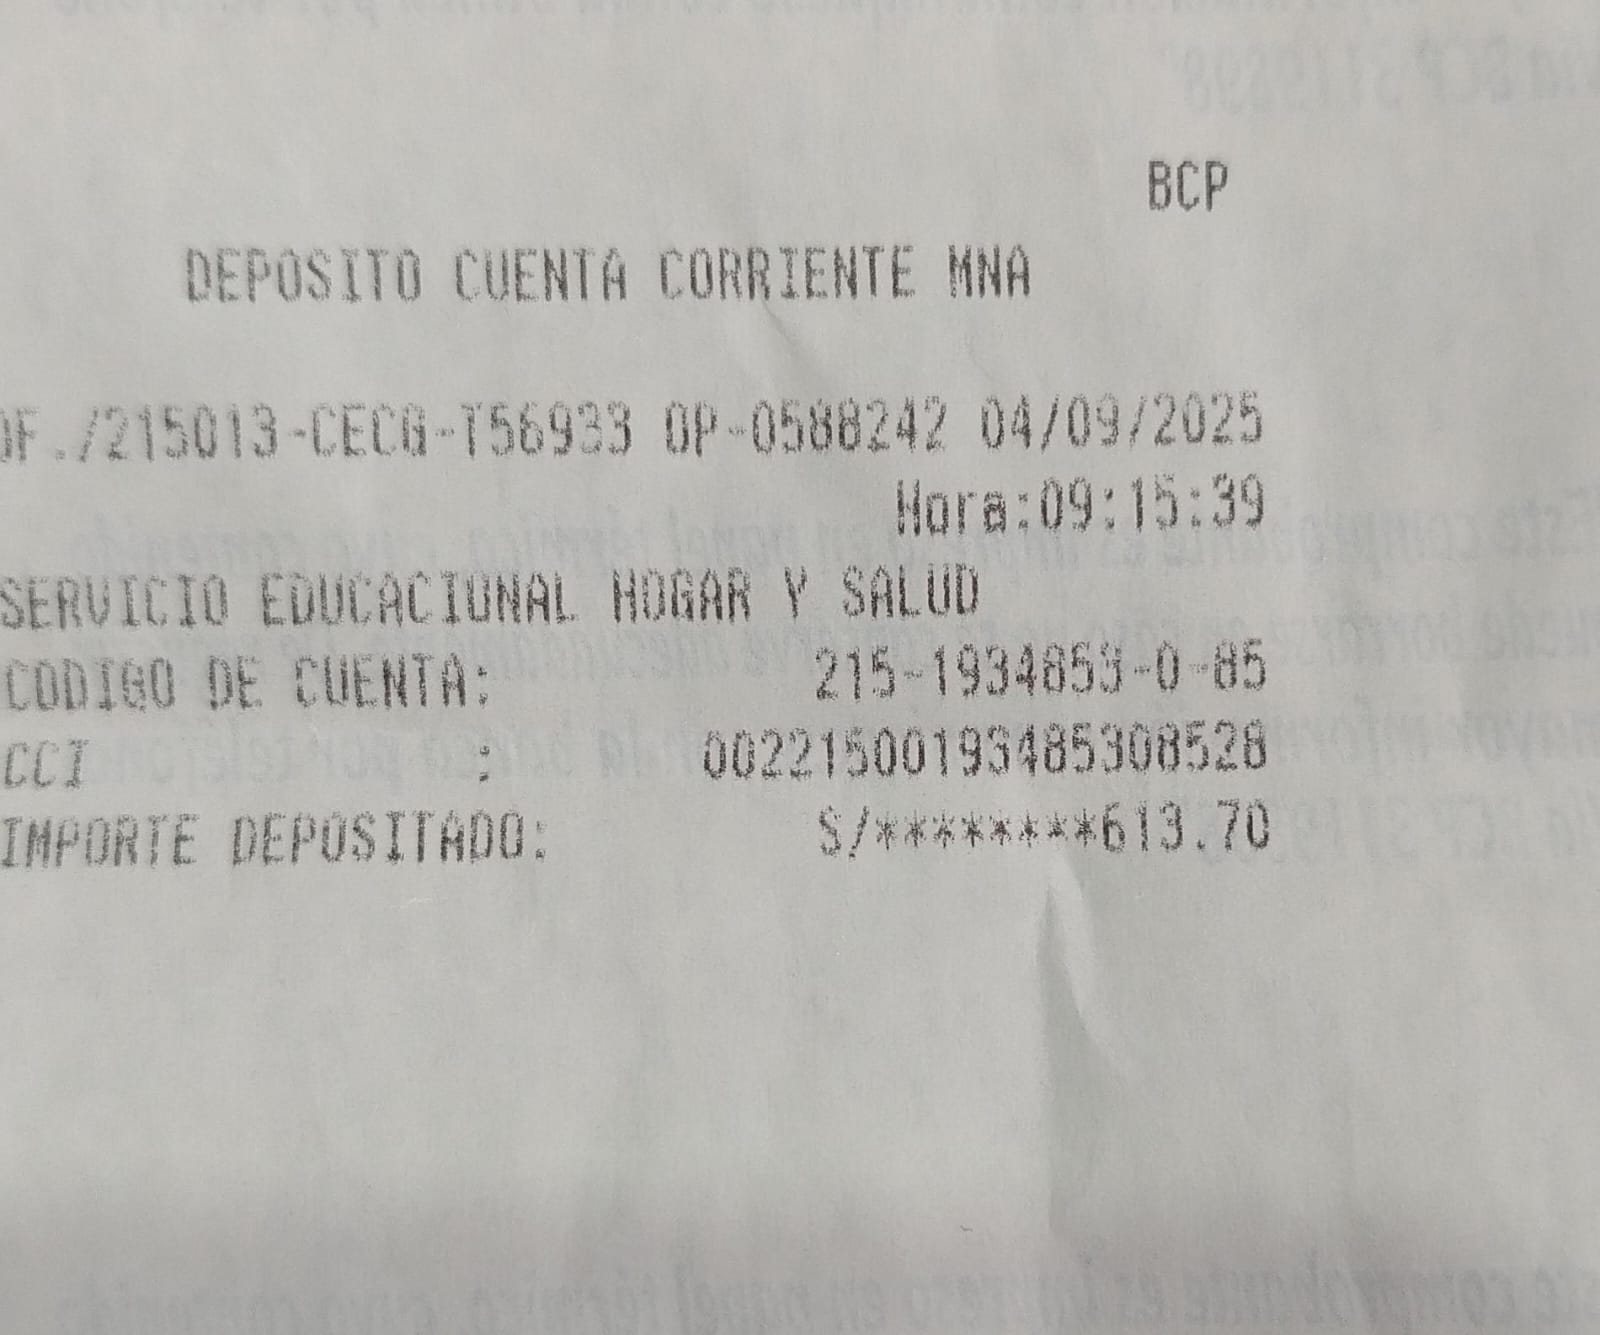 BCP
DEPOSITO CUENTA CORRIENTE MNA
OF./215013-CECG-T56933 OP-0588242 04/09/2025
Hora:09:15:39
SERVICIO EDUCACIONAL HOGAR Y SALUD
CODIGO DE CUENTA: 215-1934853-0-85
CCI : 00221500193485308528
IMPORTE DEPOSITADO: S/********613.70